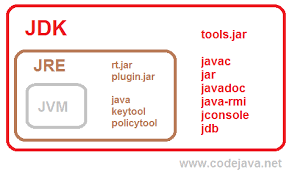 JDK
tools.jar
JRE
rt.jar
plugin.jar
javac
jar
javadoc
java-rmi
jconsole
jdb
JVM
java
keytool
policytool
www.codejava.net